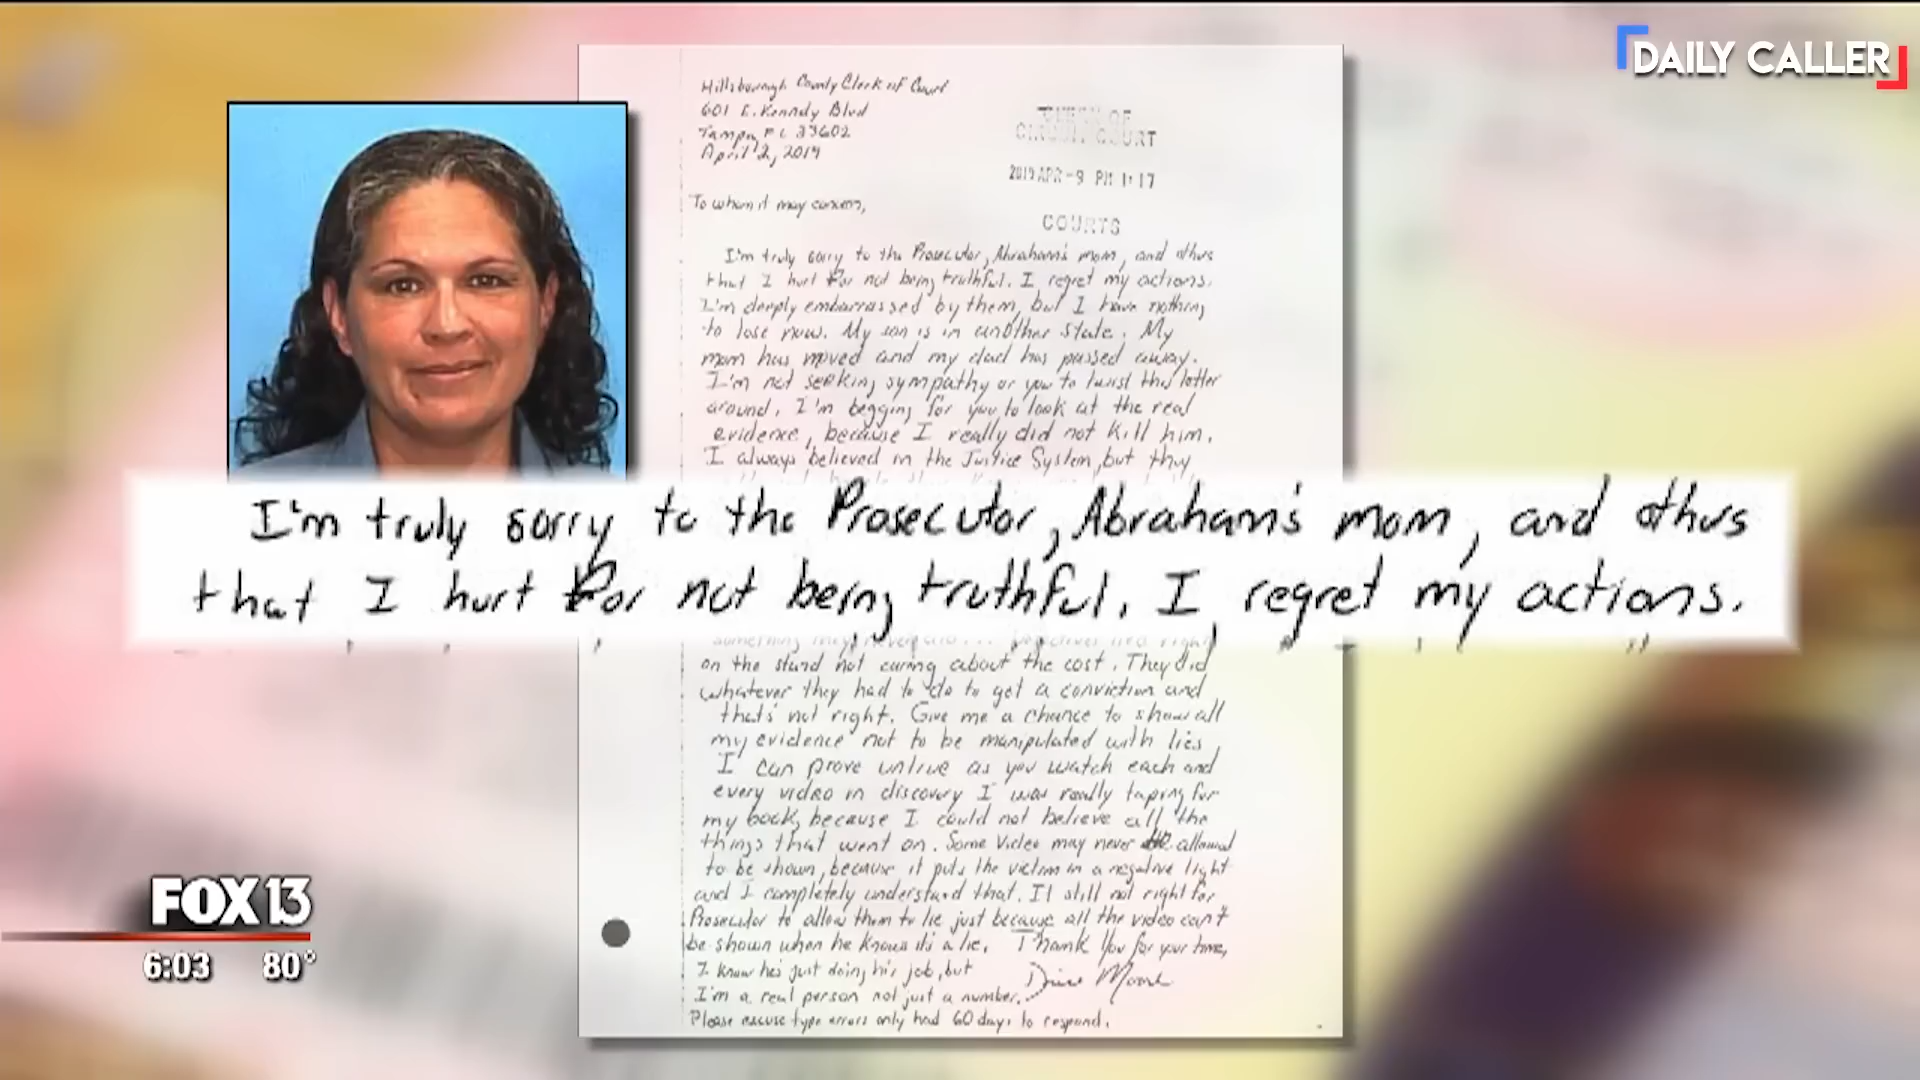 DAILY CALLER
Hillsborough County Clerk of Court
601 E. Kennedy Blvd
Tampa, FL 33602
April 2, 2019
CLERK OF
CIRCUIT COURT
2019 APR-9 PM 1:17
COURTS
To whom it may concern,
I'm truly sorry to the Prosecutor, Abraham's mom, and others
that I hurt for not being truthful. I regret my actions.
I'm deeply embarrassed by them, but I have nothing
to lose now. My son is in another state. My
mom has moved and my dad has passed away.
I'm not seeking sympathy or you to twist this letter
around. I'm begging for you to look at the real
evidence, because I really did not kill him.
I always believed in the Justice System, but they
I'm truly sorry to the Prosecutor, Abraham's mom, and others
that I hurt for not being truthful. I regret my actions.
on the stand not caring about the cost. They did
whatever they had to do to get a conviction and
that's not right. Give me a chance to show all
my evidence not to be manipulated with lies
I can prove untrue as you watch each and
every video in discovery I was really taping for
my book, because I could not believe all the
things that went on. Some Video may never be allowed
to be shown, because it puts the victim in a negative light
and I completely understand that. It still not right for
Prosecutor to allow them to lie just because all the video can't
be shown when he knows it's a lie. Thank You for your time,
I know he's just doing his job, but
I'm a real person not just a number.
Please excuse type errors only had 60 days to respond.
FOX 13
6:03 80°